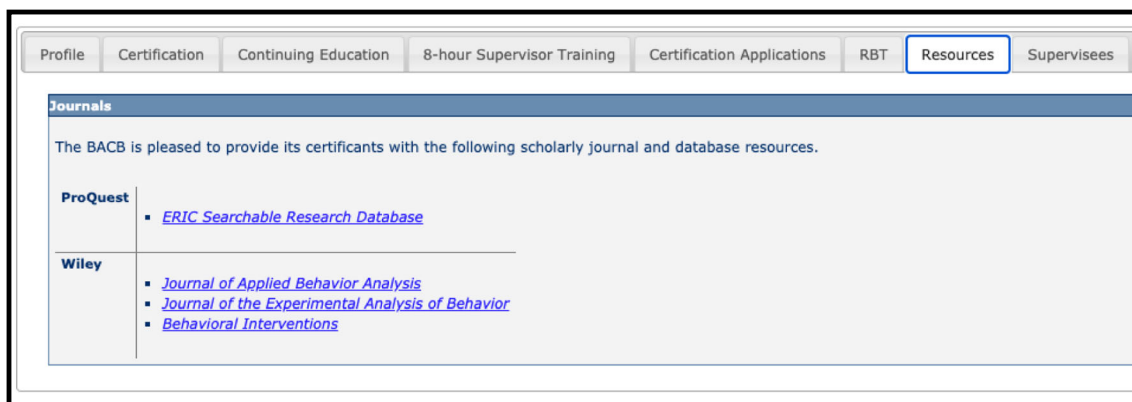 Profile Certification Continuing Education 8-hour Supervisor Training Certification Applications RBT Resources Supervisees
Journals
The BACB is pleased to provide its certificants with the following scholarly journal and database resources.
ProQuest
ERIC Searchable Research Database
Wiley
Journal of Applied Behavior Analysis
Journal of the Experimental Analysis of Behavior
Behavioral Interventions